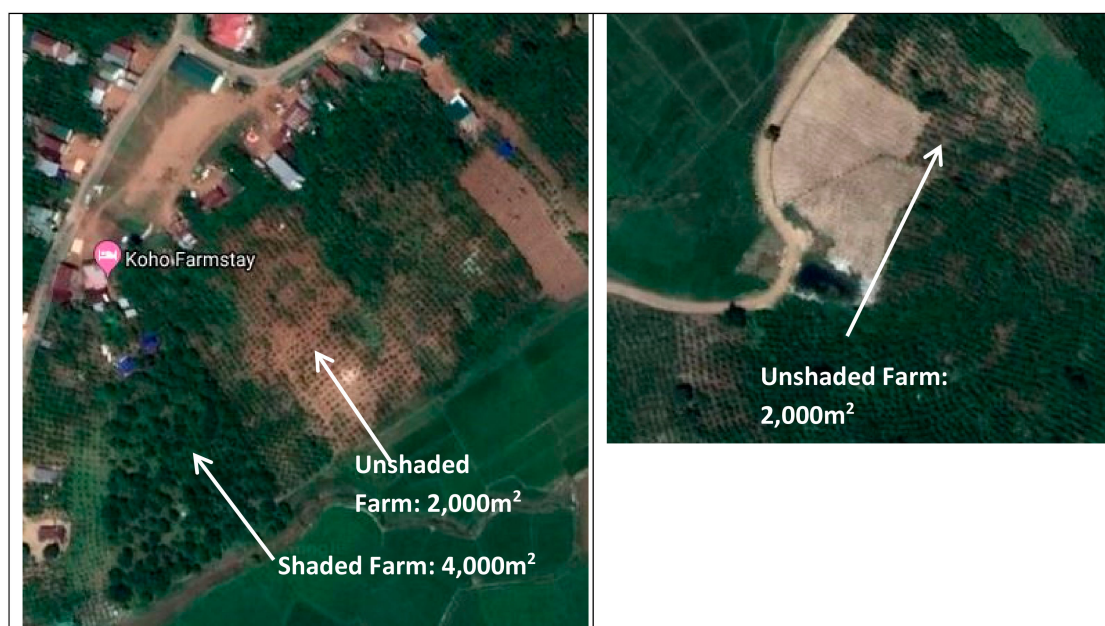 Koho Farmstay
Unshaded
Farm: 2,000m²
Shaded Farm: 4,000m²
Unshaded Farm:
2,000m²